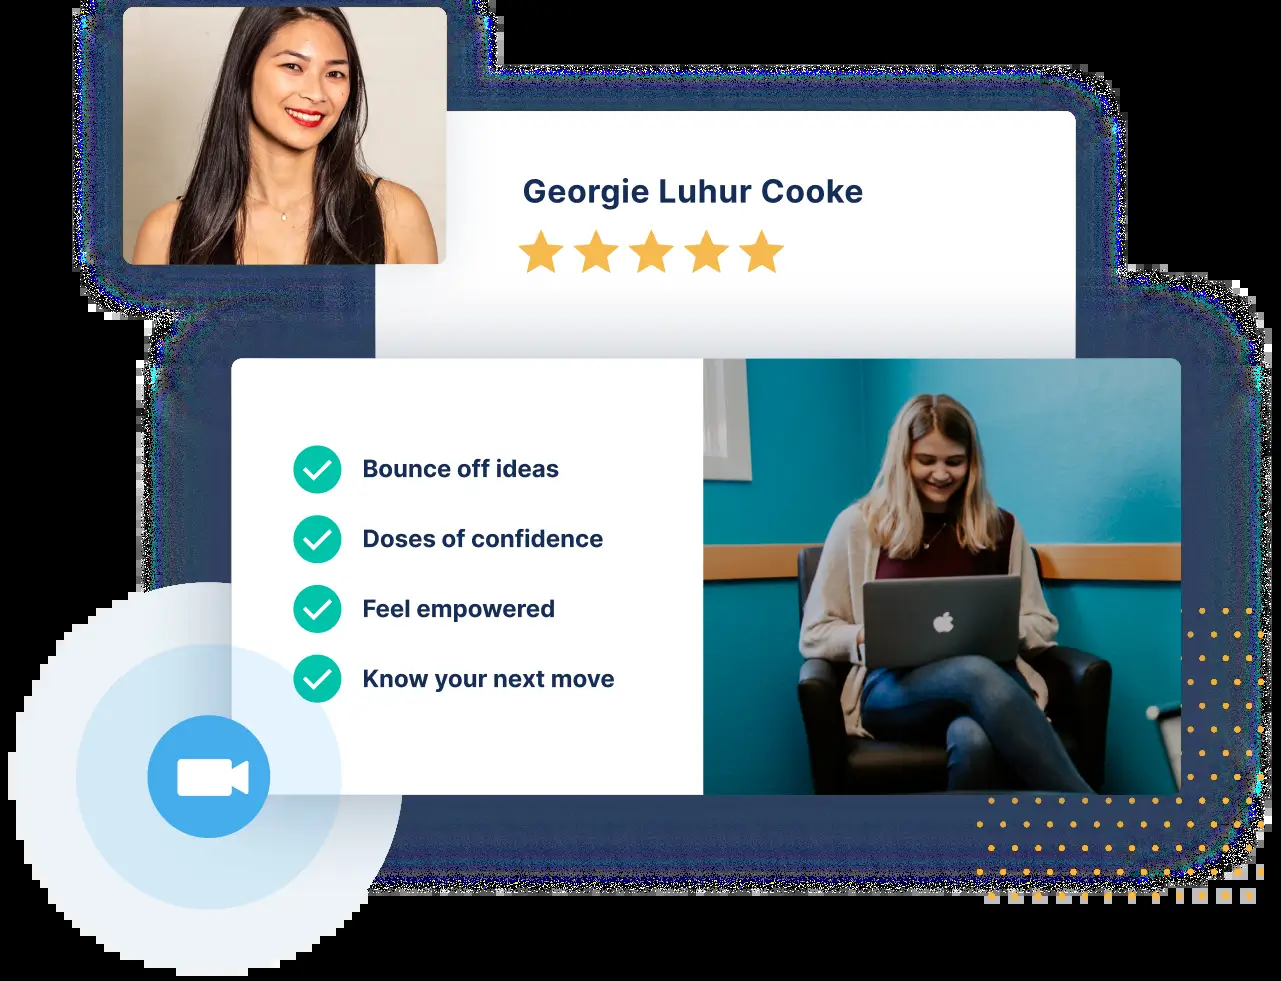 Georgie Luhur Cooke
Bounce off ideas
Doses of confidence
Feel empowered
Know your next move